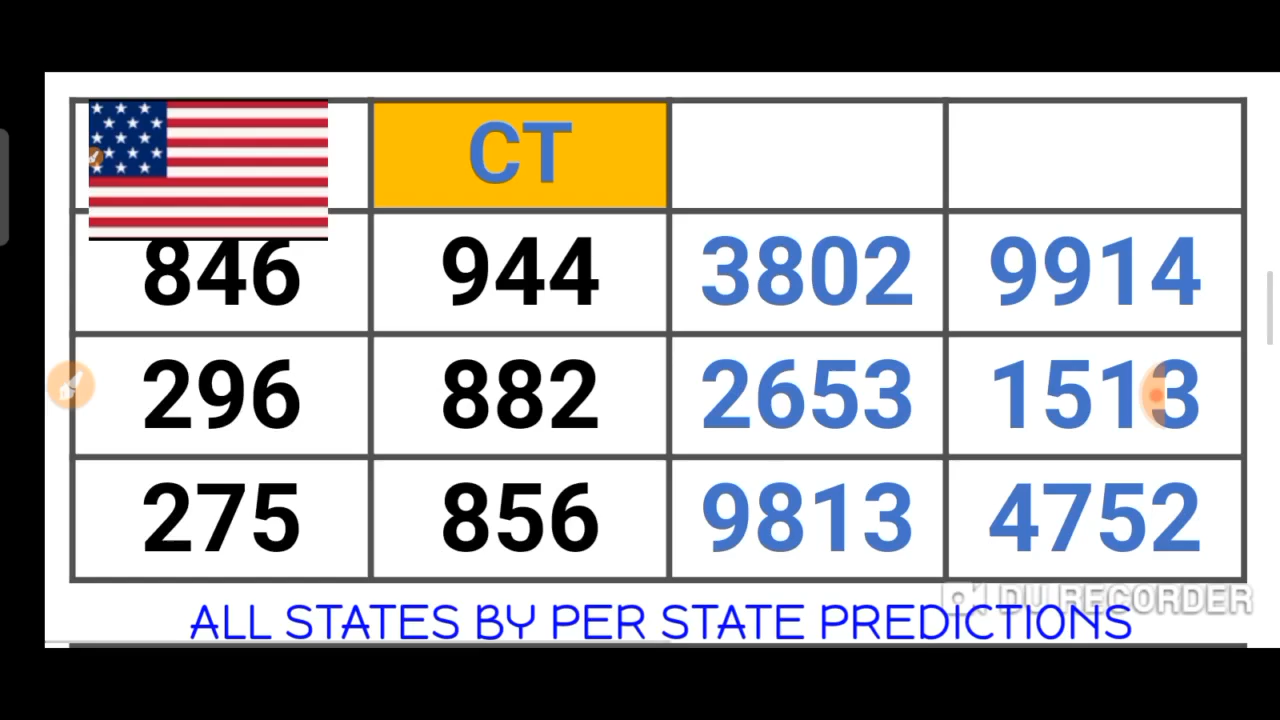 CT
846 944 3802 9914
296 882 2653 1513
275 856 9813 4752
DU RECORDER
ALL STATES BY PER STATE PREDICTIONS